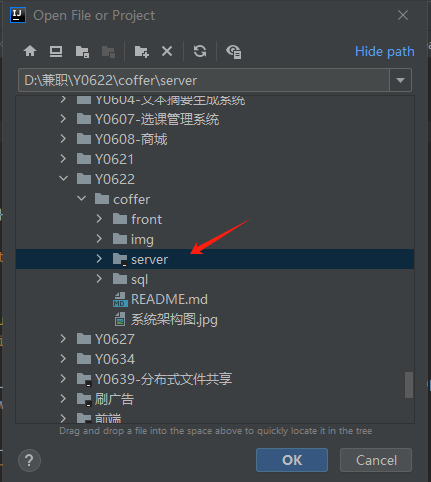 IJ
Open File or Project
Hide path
D:\兼职\Y0622\coffer\server
Y0604-文本摘要生成系统
Y0607-选课管理系统
Y0608-商城
Y0621
Y0622
coffer
front
img
server
sql
MD
README.md
系统架构图.jpg
Y0627
Y0634
Y0639-分布式文件共享
刷广告
前端
Drag and drop a file into the space above to quickly locate it in the tree
?
OK
Cancel